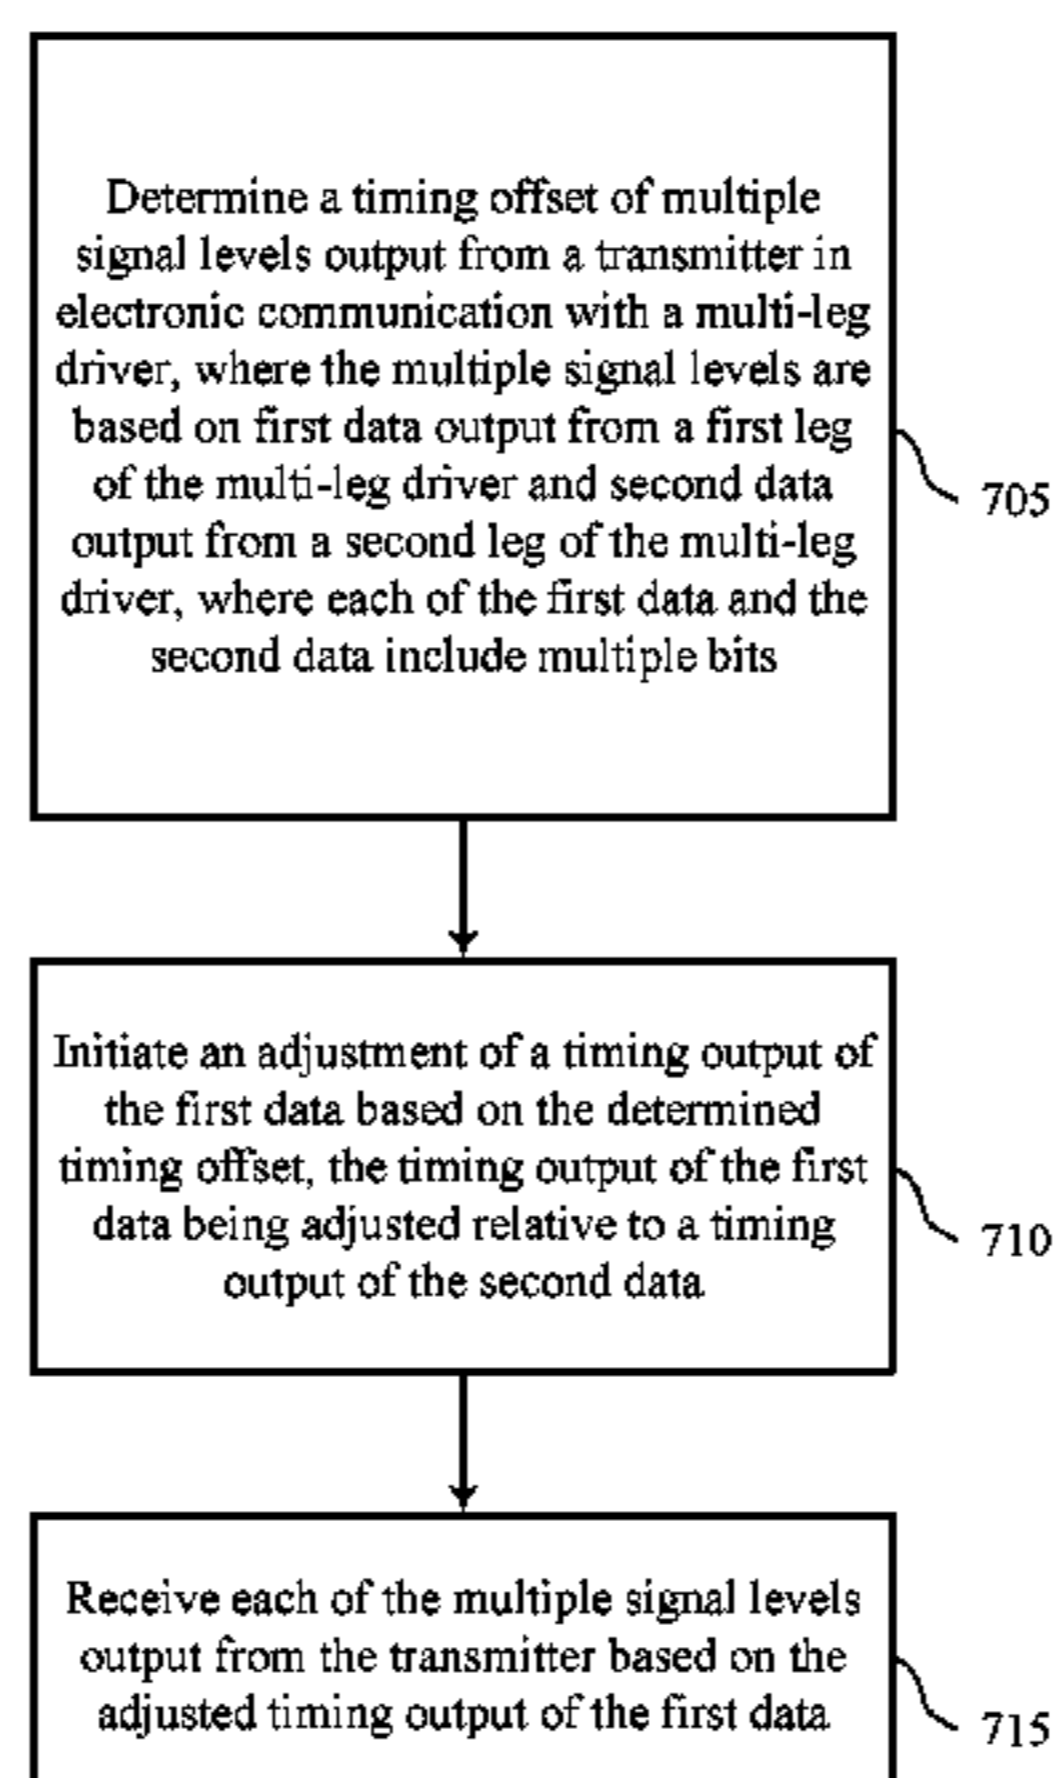 Determine a timing offset of multiple
signal levels output from a transmitter in
electronic communication with a multi-leg
driver, where the multiple signal levels are
based on first data output from a first leg
of the multi-leg driver and second data
output from a second leg of the multi-leg
driver, where each of the first data and the
second data include multiple bits
705
Initiate an adjustment of a timing output of
the first data based on the determined
timing offset, the timing output of the first
data being adjusted relative to a timing
output of the second data
710
Receive each of the multiple signal levels
output from the transmitter based on the
adjusted timing output of the first data
715